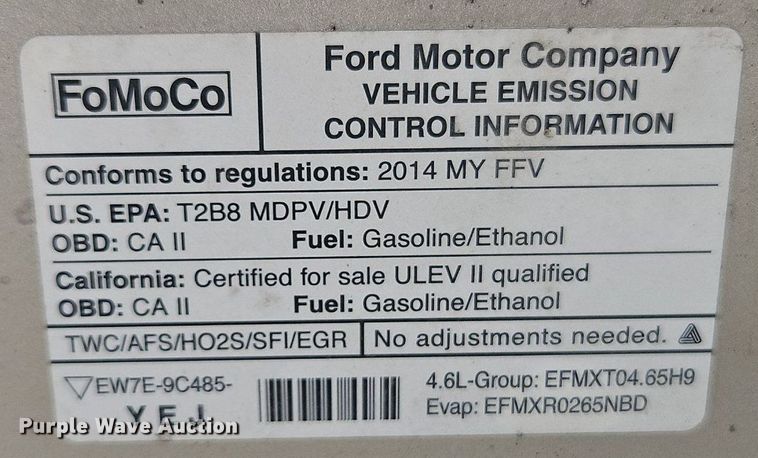 FoMoCo
Ford Motor Company
VEHICLE EMISSION
CONTROL INFORMATION
Conforms to regulations: 2014 MY FFV
U.S. EPA: T2B8 MDPV/HDV
OBD: CA II Fuel: Gasoline/Ethanol
California: Certified for sale ULEV II qualified
OBD: CA II Fuel: Gasoline/Ethanol
TWC/AFS/HO2S/SFI/EGR No adjustments needed.
EW7E-9C485- 4.6L-Group: EFMXT04.65H9
YFJ Evap: EFMXR0265NBD
Purple Wave Auction